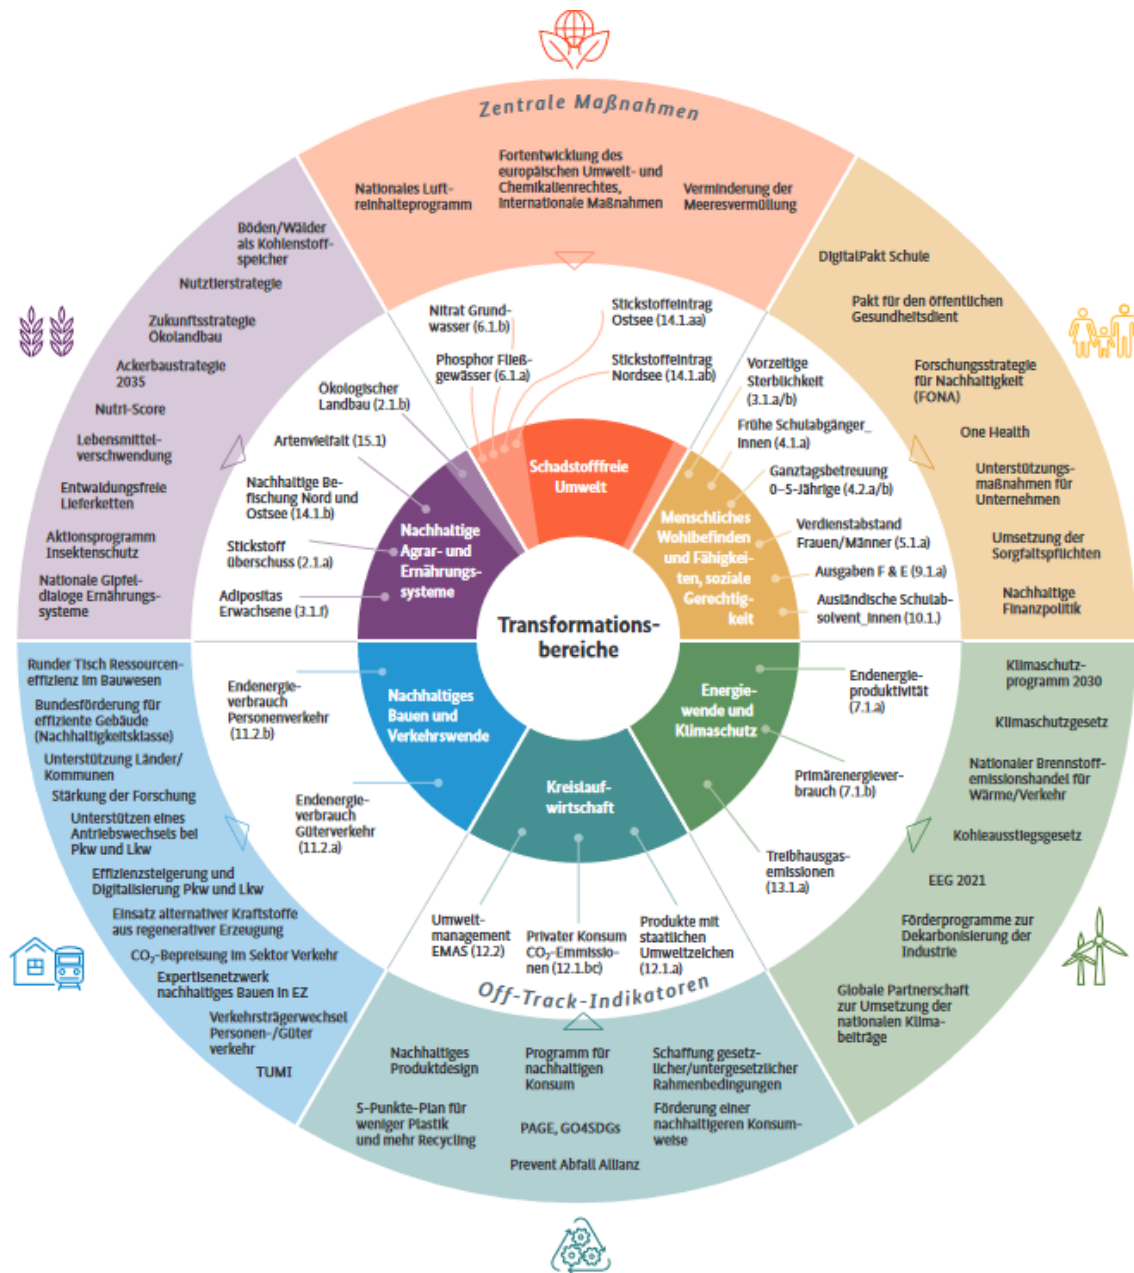 Zentrale Maßnahmen
Nationales Luft-
reinhalteprogramm
Fortentwicklung des
europäischen Umwelt- und
Chemikalienrechtes,
Internationale Maßnahmen
Verminderung der
Meeresvermüllung
DigitalPakt Schule
Pakt für den öffentlichen
Gesundheitsdient
Forschungsstrategie
für Nachhaltigkeit
(FONA)
One Health
Unterstützungs-
maßnahmen für
Unternehmen
Umsetzung der
Sorgfaltspflichten
Nachhaltige
Finanzpolitik
Klimaschutz-
programm 2030
Klimaschutzgesetz
Nationaler Brennstoff-
emissionshandel für
Wärme/Verkehr
Kohleausstiegsgesetz
EEG 2021
Förderprogramme zur
Dekarbonisierung der
Industrie
Globale Partnerschaft
zur Umsetzung der
nationalen Klima-
beiträge
Schaffung gesetz-
licher/untergesetzlicher
Rahmenbedingungen
Förderung einer
nachhaltigeren Konsum-
weise
Programm für
nachhaltigen
Konsum
PAGE, GO4SDGs
Prevent Abfall Allianz
Nachhaltiges
Produktdesign
5-Punkte-Plan für
weniger Plastik
und mehr Recycling
Runder Tisch Ressourcen-
effizienz im Bauwesen
Bundesförderung für
effiziente Gebäude
(Nachhaltigkeitsklasse)
Unterstützung Länder/
Kommunen
Stärkung der Forschung
Unterstützen eines
Antriebswechsels bei
Pkw und Lkw
Effizienzsteigerung und
Digitalisierung Pkw und Lkw
Einsatz alternativer Kraftstoffe
aus regenerativer Erzeugung
CO₂-Bepreisung im Sektor Verkehr
Expertisenetzwerk
nachhaltiges Bauen in EZ
Verkehrsträgerwechsel
Personen-/Güter
verkehr
TUMI
Böden/Wälder
als Kohlenstoff-
speicher
Nutztierstrategie
Zukunftsstrategie
Ökolandbau
Ackerbaustrategie
2035
Nutri-Score
Lebensmittel-
verschwendung
Entwaldungsfreie
Lieferketten
Aktionsprogramm
Insektenschutz
Nationale Gipfel-
dialoge Ernährungs-
systeme
Nitrat Grund-
wasser (6.1.b)
Phosphor Fließ-
gewässer (6.1.a)
Stickstoffeintrag
Ostsee (14.1.aa)
Stickstoffeintrag
Nordsee (14.1.ab)
Vorzeitige
Sterblichkeit
(3.1.a/b)
Frühe Schulabgänger_
innen (4.1.a)
Ganztagsbetreuung
0–5-Jährige (4.2.a/b)
Verdienstabstand
Frauen/Männer (5.1.a)
Ausgaben F & E (9.1.a)
Ausländische Schulab-
solvent_innen (10.1.)
Endenergie-
produktivität
(7.1.a)
Primärenergiever-
brauch (7.1.b)
Treibhausgas-
emissionen
(13.1.a)
Produkte mit
staatlichen
Umweltzeichen
(12.1.a)
Privater Konsum
CO₂-Emmissio-
nen (12.1.bc)
Umwelt-
management
EMAS (12.2)
Off-Track-Indikatoren
Endenergie-
verbrauch
Güterverkehr
(11.2.a)
Endenergie-
verbrauch
Personenverkehr
(11.2.b)
Adipositas
Erwachsene (3.1.f)
Stickstoff
überschuss (2.1.a)
Nachhaltige Be-
fischung Nord und
Ostsee (14.1.b)
Artenvielfalt (15.1)
Ökologischer
Landbau (2.1.b)
Schadstofffreie
Umwelt
Menschliches
Wohlbefinden
und Fähigkei-
ten, soziale
Gerechtig-
keit
Energie-
wende und
Klimaschutz
Kreislauf-
wirtschaft
Nachhaltiges
Bauen und
Verkehrswende
Nachhaltige
Agrar- und
Ernährungs-
systeme
Transformations-
bereiche